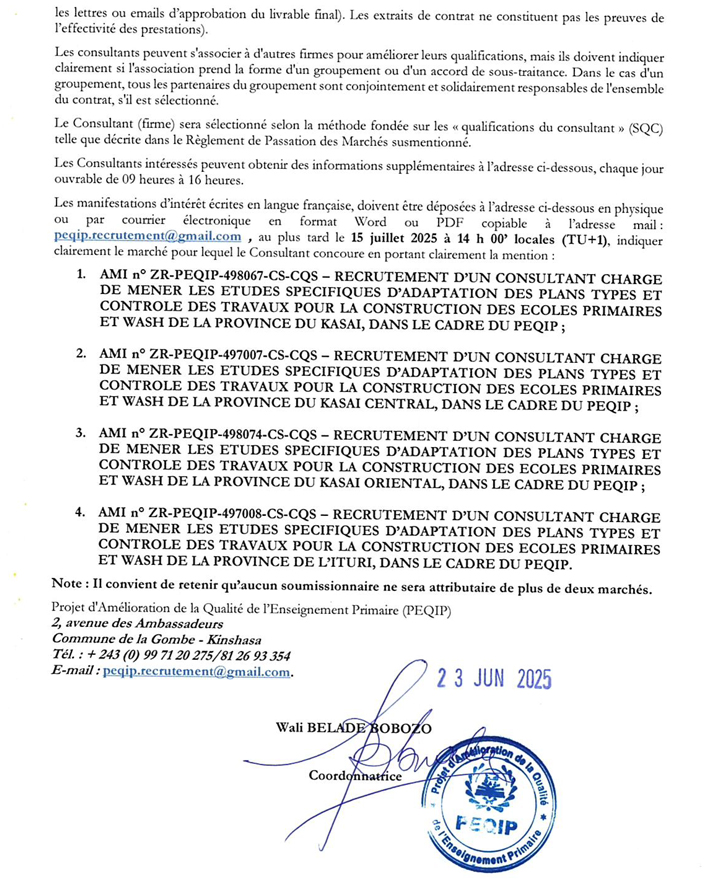 les lettres ou emails d'approbation du livrable final). Les extraits de contrat ne constituent pas les preuves de
l'effectivité des prestations).
Les consultants peuvent s'associer à d'autres firmes pour améliorer leurs qualifications, mais ils doivent indiquer
clairement si l'association prend la forme d'un groupement ou d'un accord de sous-traitance. Dans le cas d'un
groupement, tous les partenaires du groupement sont conjointement et solidairement responsables de l'ensemble
du contrat, s'il est sélectionné.
Le Consultant (firme) sera sélectionné selon la méthode fondée sur les « qualifications du consultant » (SQC)
telle que décrite dans le Règlement de Passation des Marchés susmentionné.
Les Consultants intéressés peuvent obtenir des informations supplémentaires à l'adresse ci-dessous, chaque jour
ouvrable de 09 heures à 16 heures.
Les manifestations d'intérêt écrites en langue française, doivent être déposées à l'adresse ci-dessous en physique
ou par courrier électronique en format Word ou PDF copiable à l'adresse mail :
peqip.recrutement@gmail.com , au plus tard le 15 juillet 2025 à 14 h 00' locales (TU+1), indiquer
clairement le marché pour lequel le Consultant concoure en portant clairement la mention :
1. AMI n° ZR-PEQIP-498067-CS-CQS – RECRUTEMENT D'UN CONSULTANT CHARGE
DE MENER LES ETUDES SPECIFIQUES D'ADAPTATION DES PLANS TYPES ET
CONTROLE DES TRAVAUX POUR LA CONSTRUCTION DES ECOLES PRIMAIRES
ET WASH DE LA PROVINCE DU KASAI, DANS LE CADRE DU PEQIP ;
2. AMI n° ZR-PEQIP-497007-CS-CQS – RECRUTEMENT D'UN CONSULTANT CHARGE
DE MENER LES ETUDES SPECIFIQUES D'ADAPTATION DES PLANS TYPES ET
CONTROLE DES TRAVAUX POUR LA CONSTRUCTION DES ECOLES PRIMAIRES
ET WASH DE LA PROVINCE DU KASAI CENTRAL, DANS LE CADRE DU PEQIP ;
3. AMI n° ZR-PEQIP-498074-CS-CQS – RECRUTEMENT D'UN CONSULTANT CHARGE
DE MENER LES ETUDES SPECIFIQUES D'ADAPTATION DES PLANS TYPES ET
CONTROLE DES TRAVAUX POUR LA CONSTRUCTION DES ECOLES PRIMAIRES
ET WASH DE LA PROVINCE DU KASAI ORIENTAL, DANS LE CADRE DU PEQIP ;
4. AMI n° ZR-PEQIP-497008-CS-CQS – RECRUTEMENT D'UN CONSULTANT CHARGE
DE MENER LES ETUDES SPECIFIQUES D'ADAPTATION DES PLANS TYPES ET
CONTROLE DES TRAVAUX POUR LA CONSTRUCTION DES ECOLES PRIMAIRES
ET WASH DE LA PROVINCE DE L'ITURI, DANS LE CADRE DU PEQIP.
Note : Il convient de retenir qu'aucun soumissionnaire ne sera attributaire de plus de deux marchés.
Projet d'Amélioration de la Qualité de l'Enseignement Primaire (PEQIP)
2, avenue des Ambassadeurs
Commune de la Gombe - Kinshasa
Tél. : + 243 (0) 99 71 20 275/81 26 93 354
E-mail : peqip.recrutement@gmail.com.
23 JUN 2025
Wali BELADE BOBOZO
Coordonnatrice
Projet d'Amélioration de la Qualité
PEQIP
de l'Enseignement Primaire